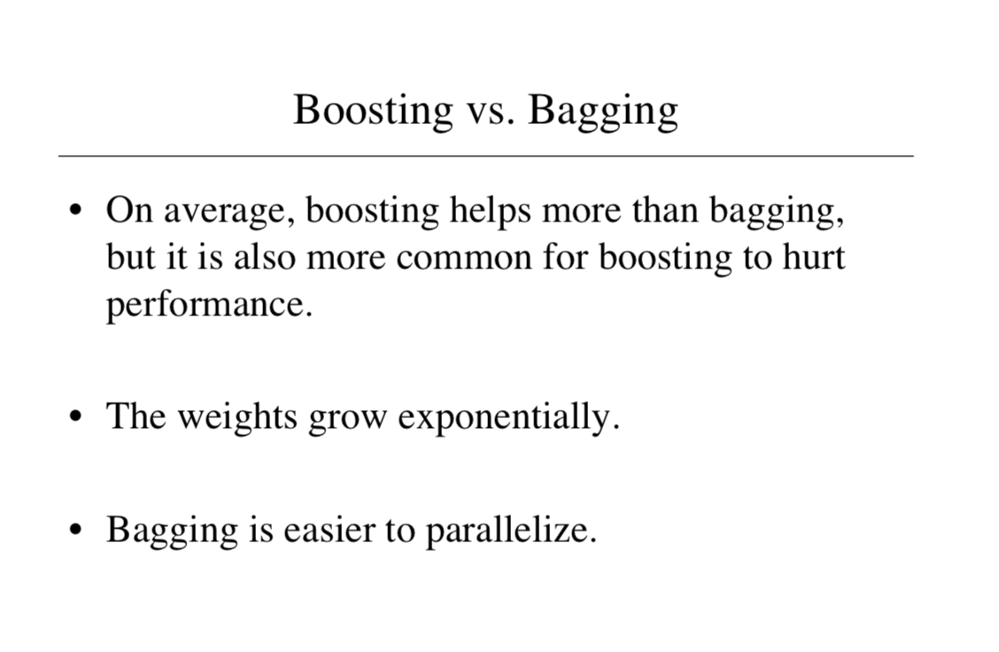 Boosting vs. Bagging
• On average, boosting helps more than bagging,
but it is also more common for boosting to hurt
performance.
• The weights grow exponentially.
• Bagging is easier to parallelize.